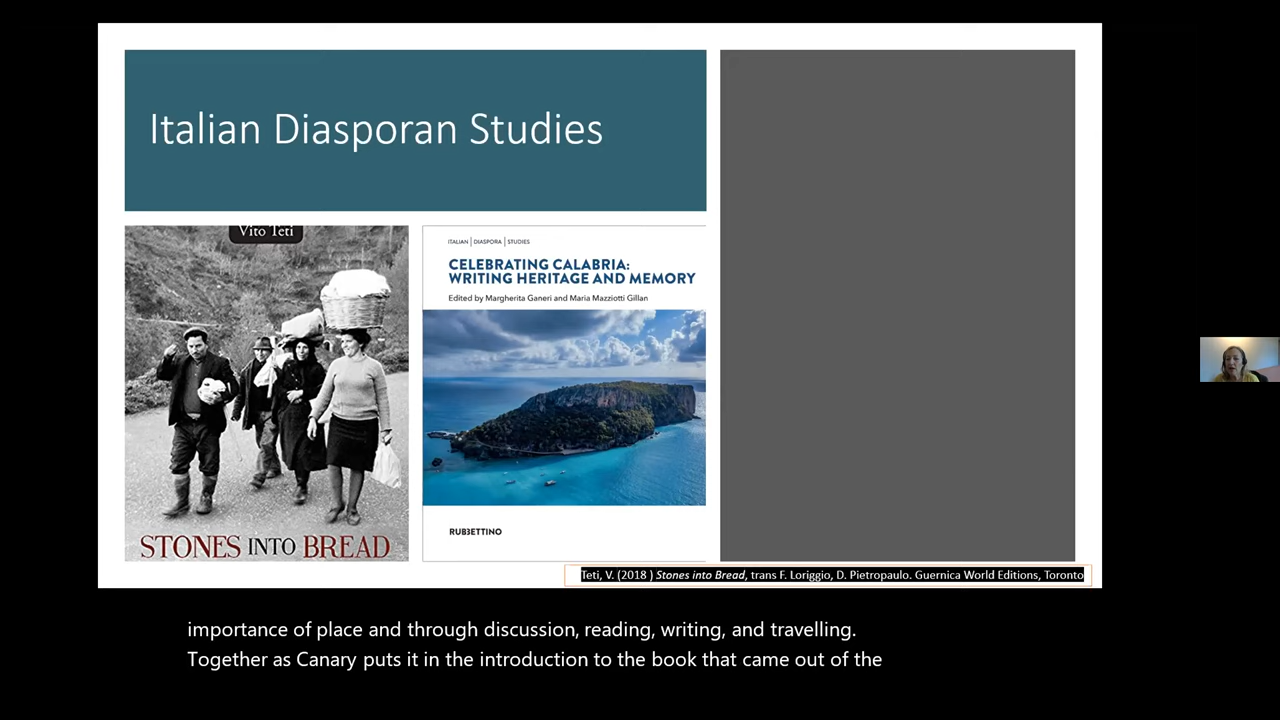 Italian Diasporan Studies
Vito Teti
STONES INTO BREAD
ITALIAN | DIASPORA | STUDIES
CELEBRATING CALABRIA:
WRITING HERITAGE AND MEMORY
Edited by Margherita Ganeri and Maria Mazziotti Gillan
RUBBETTINO
Teti, V. (2018 ) Stones into Bread, trans F. Loriggio, D. Pietropaulo. Guernica World Editions, Toronto
importance of place and through discussion, reading, writing, and travelling.
Together as Canary puts it in the introduction to the book that came out of the